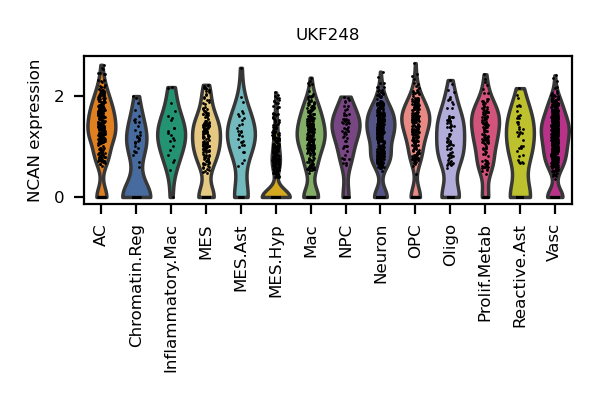 UKF248
NCAN expression
2
0
AC
Chromatin.Reg
Inflammatory.Mac
MES
MES.Ast
MES.Hyp
Mac
NPC
Neuron
OPC
Oligo
Prolif.Metab
Reactive.Ast
Vasc